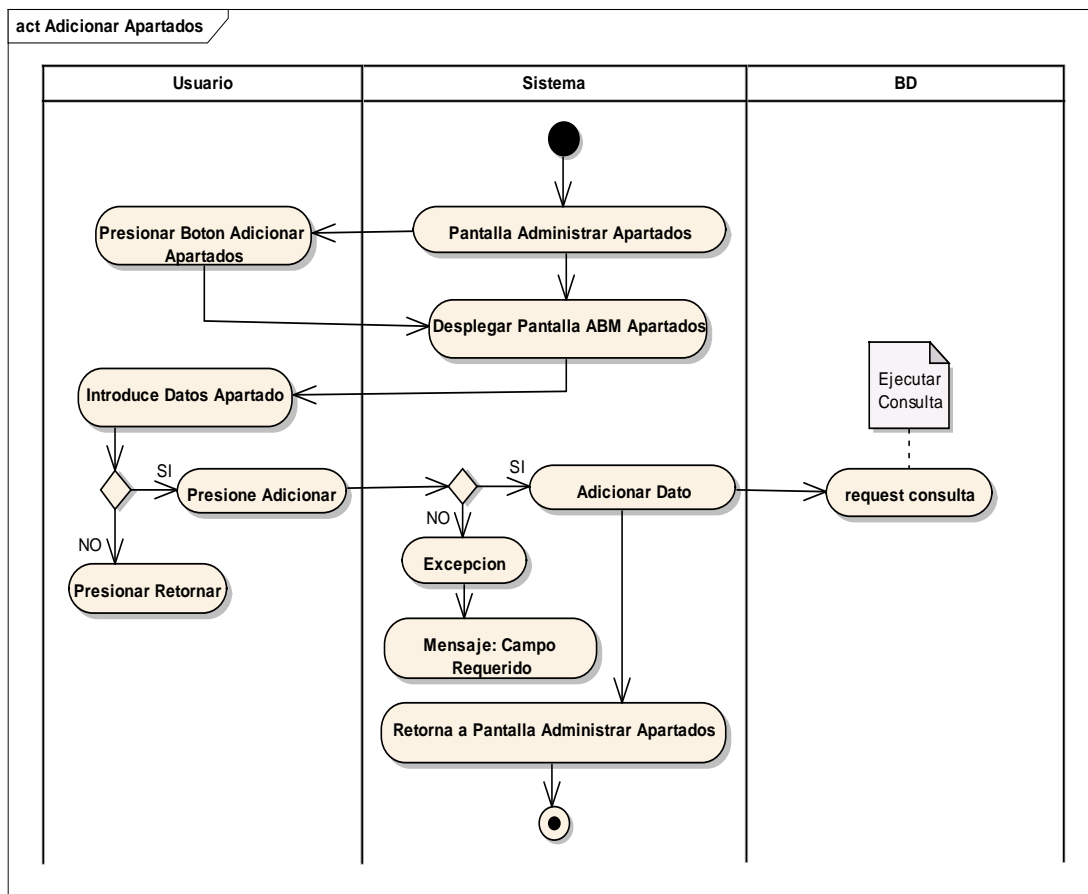 act Adicionar Apartados
Usuario
Sistema
BD
Presionar Boton Adicionar
Apartados
Pantalla Administrar Apartados
Desplegar Pantalla ABM Apartados
Introduce Datos Apartado
Ejecutar
Consulta
SI
Presione Adicionar
SI
Adicionar Dato
request consulta
NO
NO
Excepcion
Presionar Retornar
Mensaje: Campo
Requerido
Retorna a Pantalla Administrar Apartados